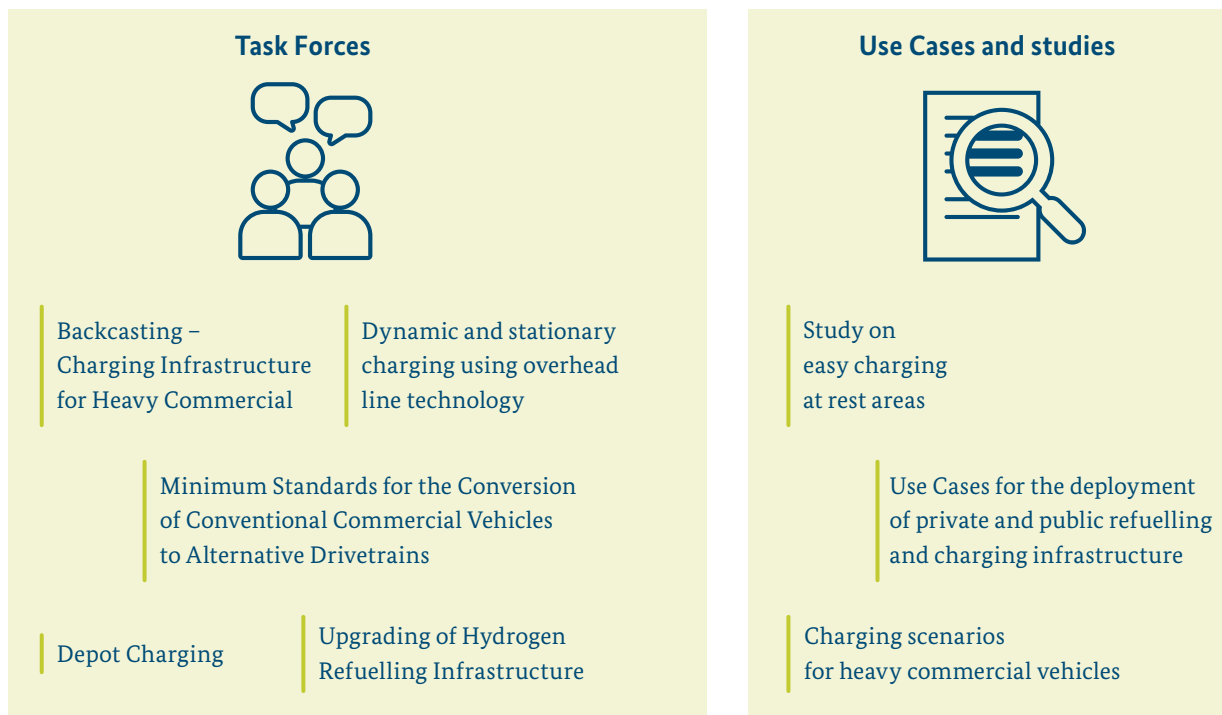 Task Forces
Backcasting –
Charging Infrastructure
for Heavy Commercial
Dynamic and stationary
charging using overhead
line technology
Minimum Standards for the Conversion
of Conventional Commercial Vehicles
to Alternative Drivetrains
Depot Charging
Upgrading of Hydrogen
Refuelling Infrastructure
Use Cases and studies
Study on
easy charging
at rest areas
Use Cases for the deployment
of private and public refuelling
and charging infrastructure
Charging scenarios
for heavy commercial vehicles